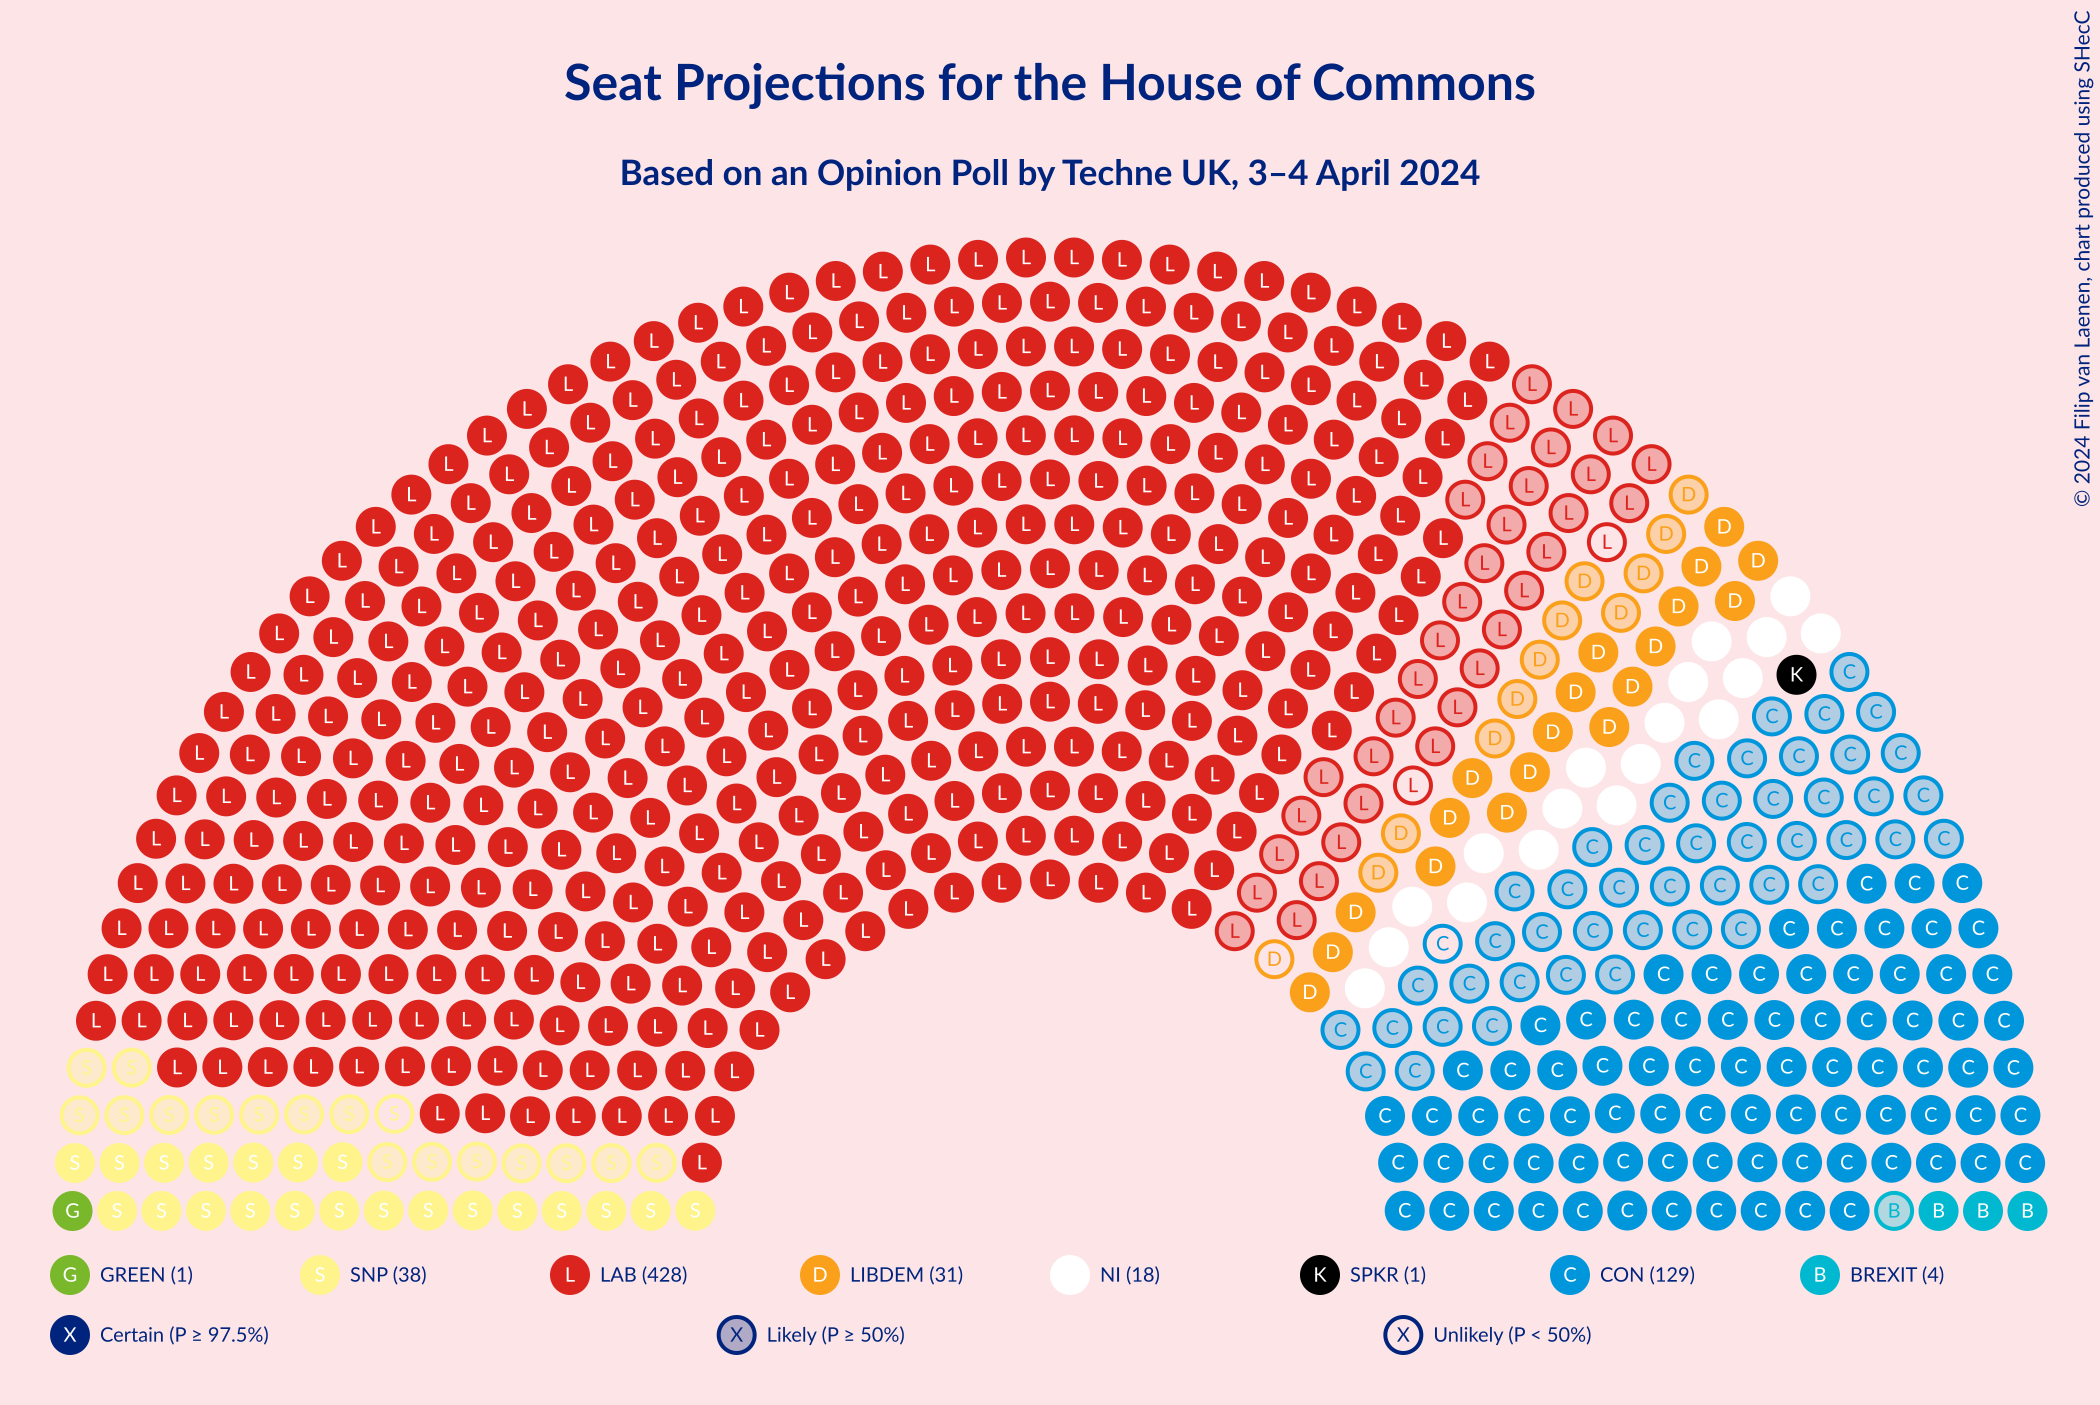 Seat Projections for the House of Commons
Based on an Opinion Poll by Techne UK, 3–4 April 2024
© 2024 Filip van Laenen, chart produced using SHecC
G GREEN (1) S SNP (38) L LAB (428) D LIBDEM (31) NI (18) K SPKR (1) C CON (129) B BREXIT (4)
X Certain (P ≥ 97.5%) X Likely (P ≥ 50%) X Unlikely (P < 50%)